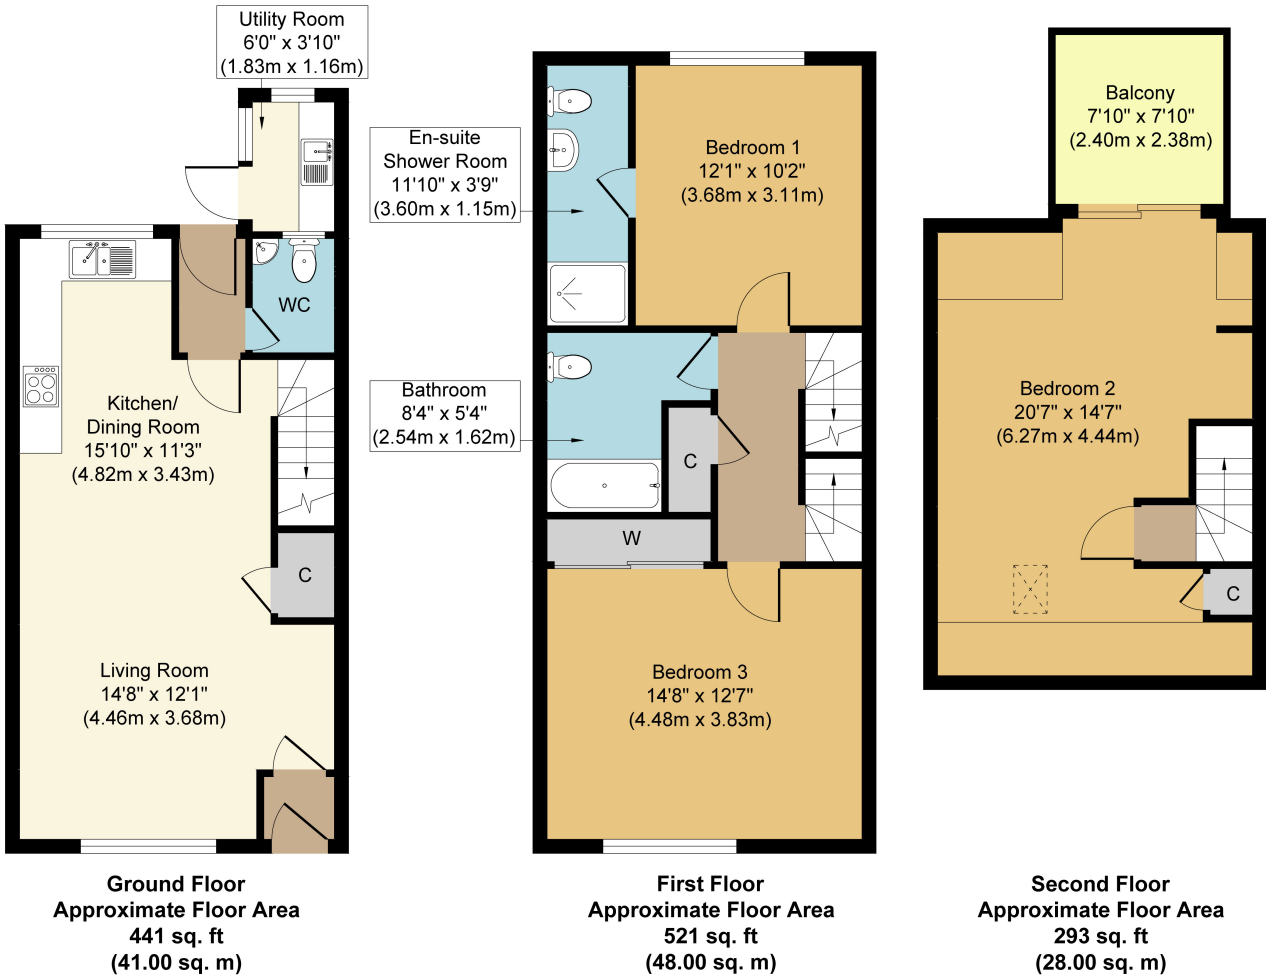 Utility Room
6'0" x 3'10"
(1.83m x 1.16m)
WC
Kitchen/
Dining Room
15'10" x 11'3"
(4.82m x 3.43m)
C
Living Room
14'8" x 12'1"
(4.46m x 3.68m)
Ground Floor
Approximate Floor Area
441 sq. ft
(41.00 sq. m)
En-suite
Shower Room
11'10" x 3'9"
(3.60m x 1.15m)
Bedroom 1
12'1" x 10'2"
(3.68m x 3.11m)
Bathroom
8'4" x 5'4"
(2.54m x 1.62m)
C
W
Bedroom 3
14'8" x 12'7"
(4.48m x 3.83m)
First Floor
Approximate Floor Area
521 sq. ft
(48.00 sq. m)
Balcony
7'10" x 7'10"
(2.40m x 2.38m)
Bedroom 2
20'7" x 14'7"
(6.27m x 4.44m)
C
Second Floor
Approximate Floor Area
293 sq. ft
(28.00 sq. m)